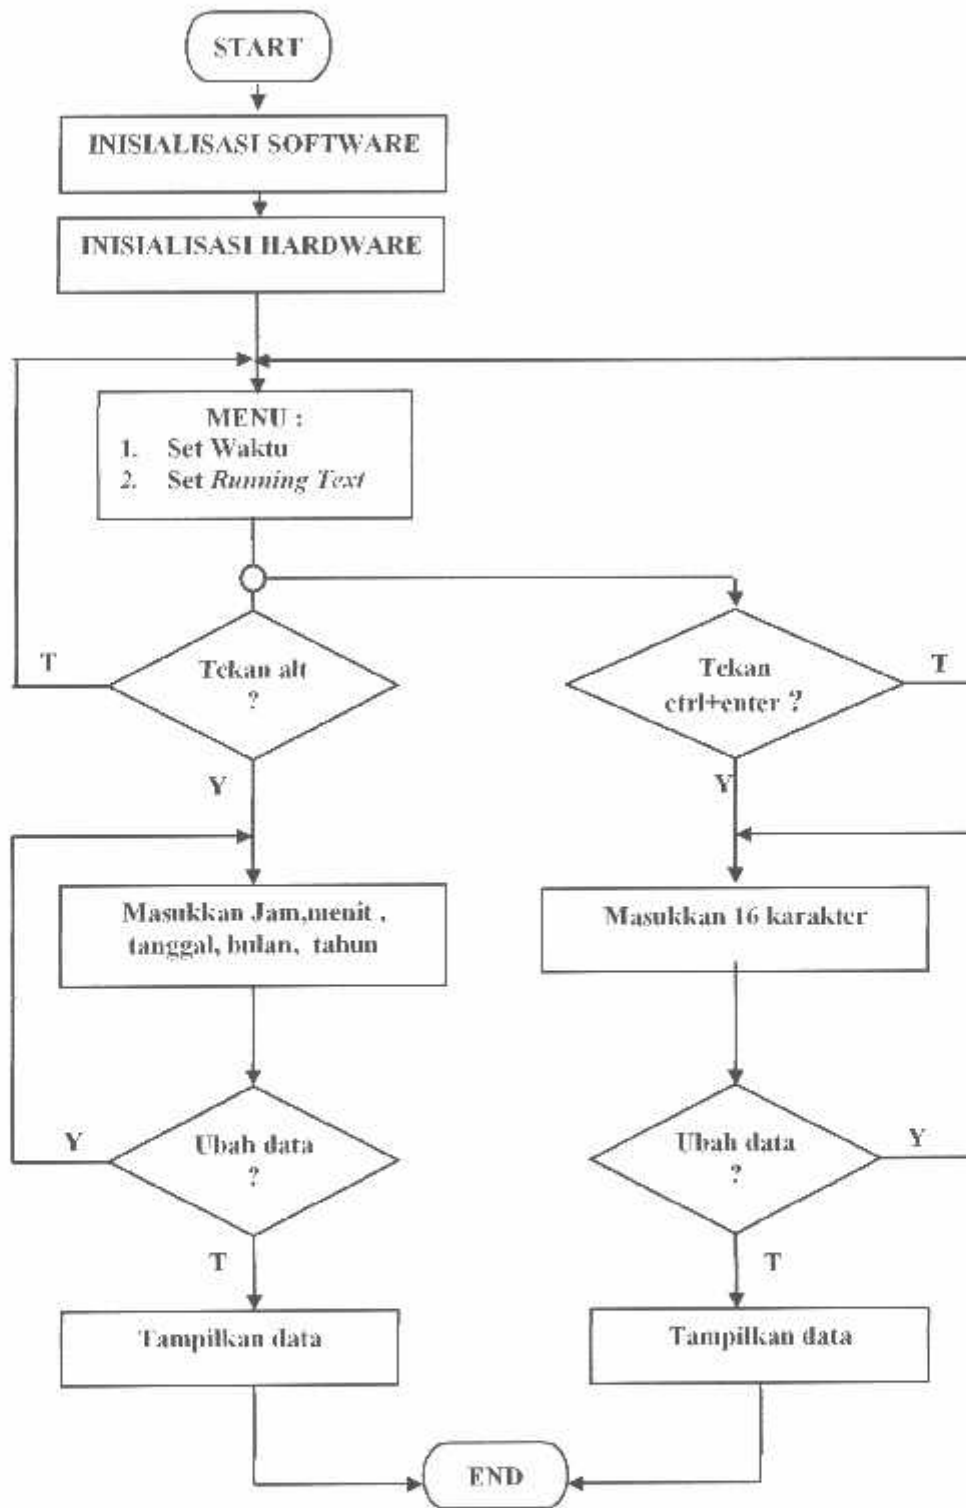 START
INISIALISASI SOFTWARE
INISIALISASI HARDWARE
MENU :
1. Set Waktu
2. Set Running Text
Tekan alt
?
T
Y
Tekan
ctrl+enter ?
T
Y
Masukkan Jam,menit ,
tanggal, bulan, tahun
Masukkan 16 karakter
Ubah data
?
Y
T
Ubah data
?
Y
T
Tampilkan data
Tampilkan data
END